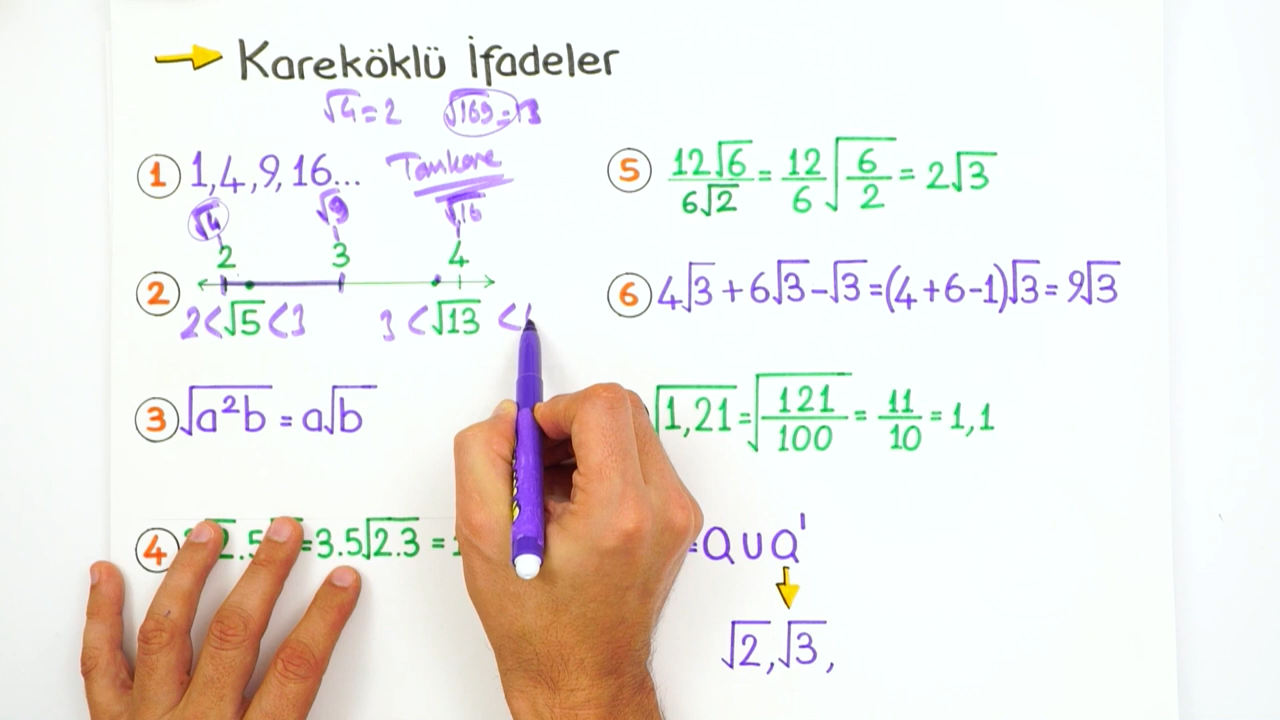 Kareköklü İfadeler
√4=2 √169=13
1 1,4,9,16... Tamkare
√4 √9 √16
2 3 4
2
2<√5<3 3<√13<
3 √a²b = a√b
4 2.5 =3.5√2.3 =
5 12√6/6√2 = 12/6 √6/2 = 2√3
6 4√3+6√3-√3=(4+6-1)√3=9√3
√1,21=√121/100 = 11/10 = 1,1
=QUQ'
√2,√3,